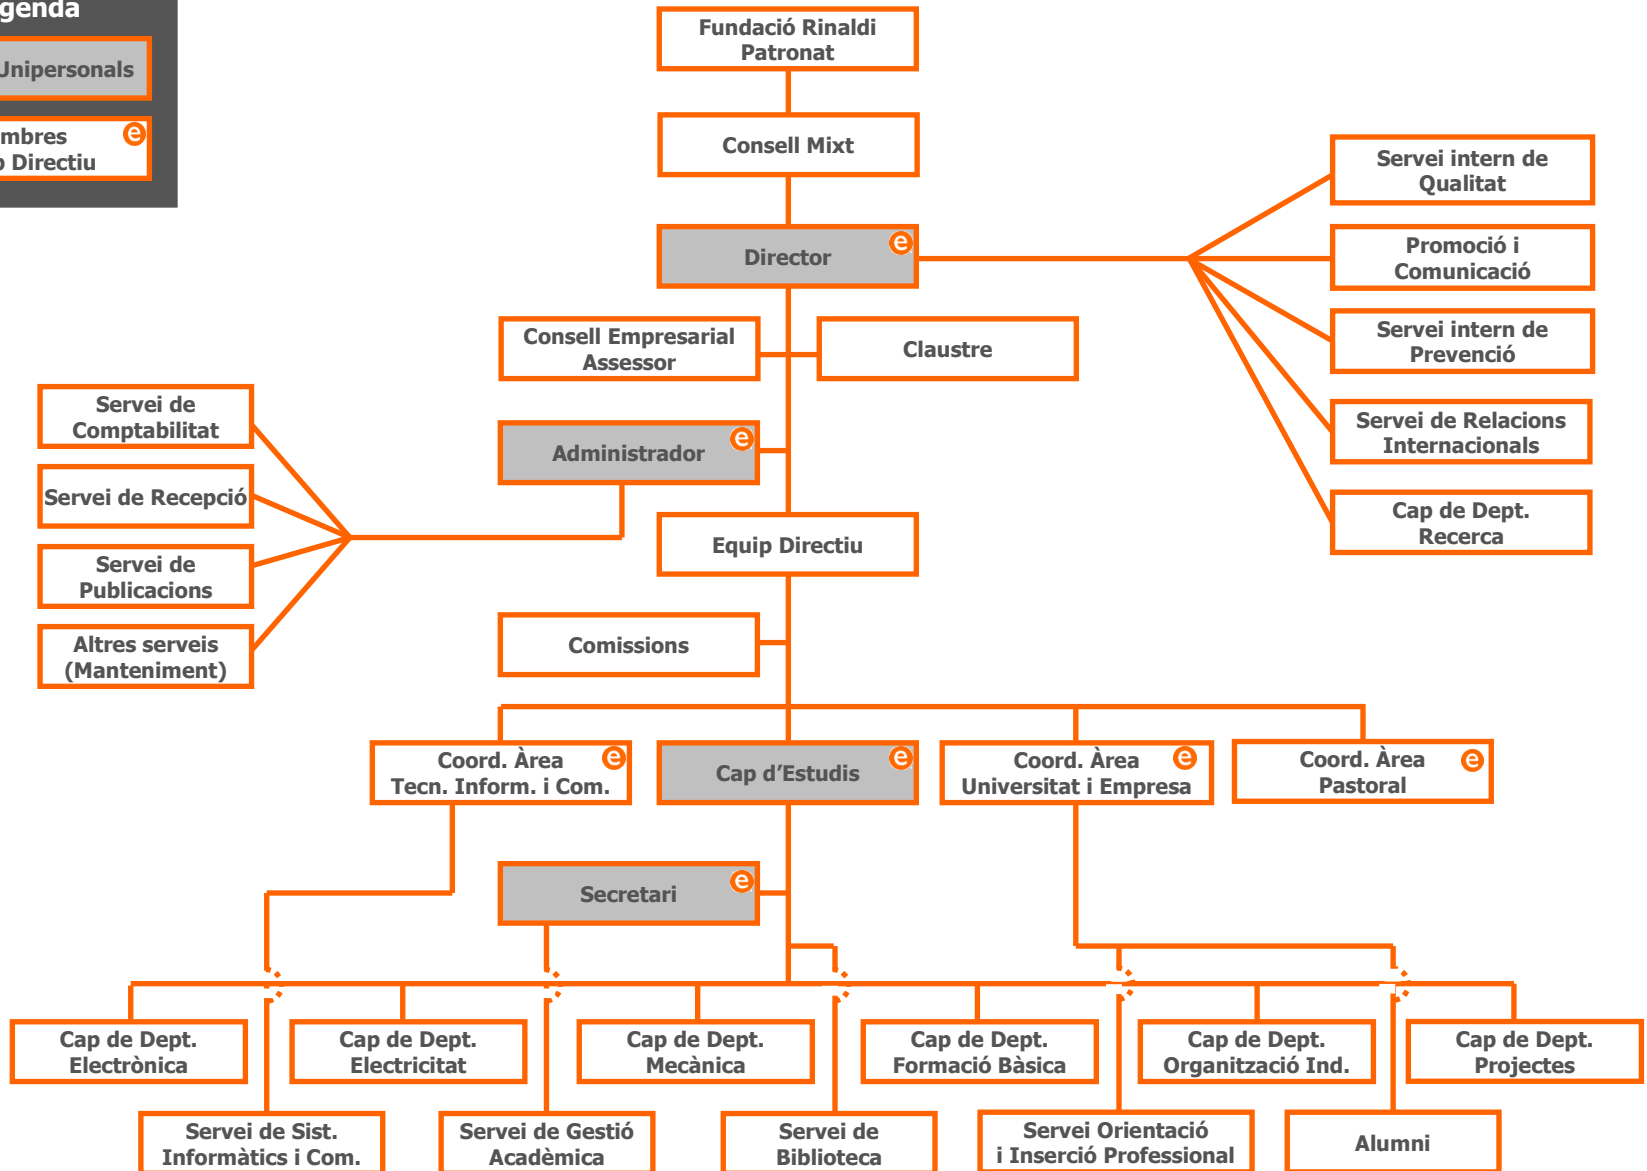 genda
Unipersonals
mbres
Directiu
e
Fundació Rinaldi
Patronat
Consell Mixt
Director
e
Servei intern de
Qualitat
Promoció i
Comunicació
Servei intern de
Prevenció
Servei de Relacions
Internacionals
Cap de Dept.
Recerca
Consell Empresarial
Assessor
Claustre
Administrador
e
Servei de
Comptabilitat
Servei de Recepció
Servei de
Publicacions
Altres serveis
(Manteniment)
Equip Directiu
Comissions
Coord. Àrea
Tecn. Inform. i Com.
e
Cap d’Estudis
e
Coord. Àrea
Universitat i Empresa
e
Coord. Àrea
Pastoral
e
Secretari
e
Cap de Dept.
Electrònica
Cap de Dept.
Electricitat
Cap de Dept.
Mecànica
Cap de Dept.
Formació Bàsica
Cap de Dept.
Organització Ind.
Cap de Dept.
Projectes
Servei de Sist.
Informàtics i Com.
Servei de Gestió
Acadèmica
Servei de
Biblioteca
Servei Orientació
i Inserció Professional
Alumni